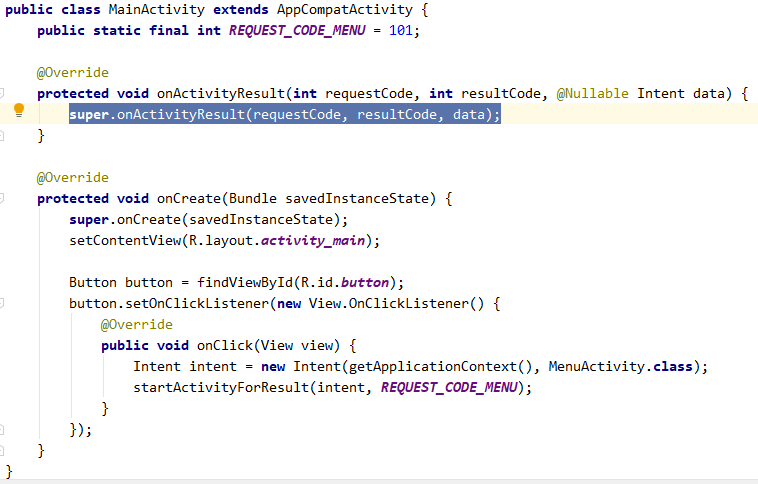 public class MainActivity extends AppCompatActivity {
    public static final int REQUEST_CODE_MENU = 101;

    @Override
    protected void onActivityResult(int requestCode, int resultCode, @Nullable Intent data) {
        super.onActivityResult(requestCode, resultCode, data);
    }

    @Override
    protected void onCreate(Bundle savedInstanceState) {
        super.onCreate(savedInstanceState);
        setContentView(R.layout.activity_main);

        Button button = findViewById(R.id.button);
        button.setOnClickListener(new View.OnClickListener() {
            @Override
            public void onClick(View view) {
                Intent intent = new Intent(getApplicationContext(), MenuActivity.class);
                startActivityForResult(intent, REQUEST_CODE_MENU);
            }
        });
    }
}